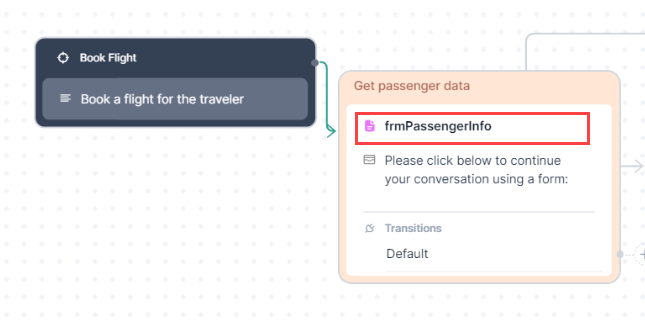 Book Flight
Book a flight for the traveler
Get passenger data
frmPassengerInfo
Please click below to continue
your conversation using a form:
Transitions
Default